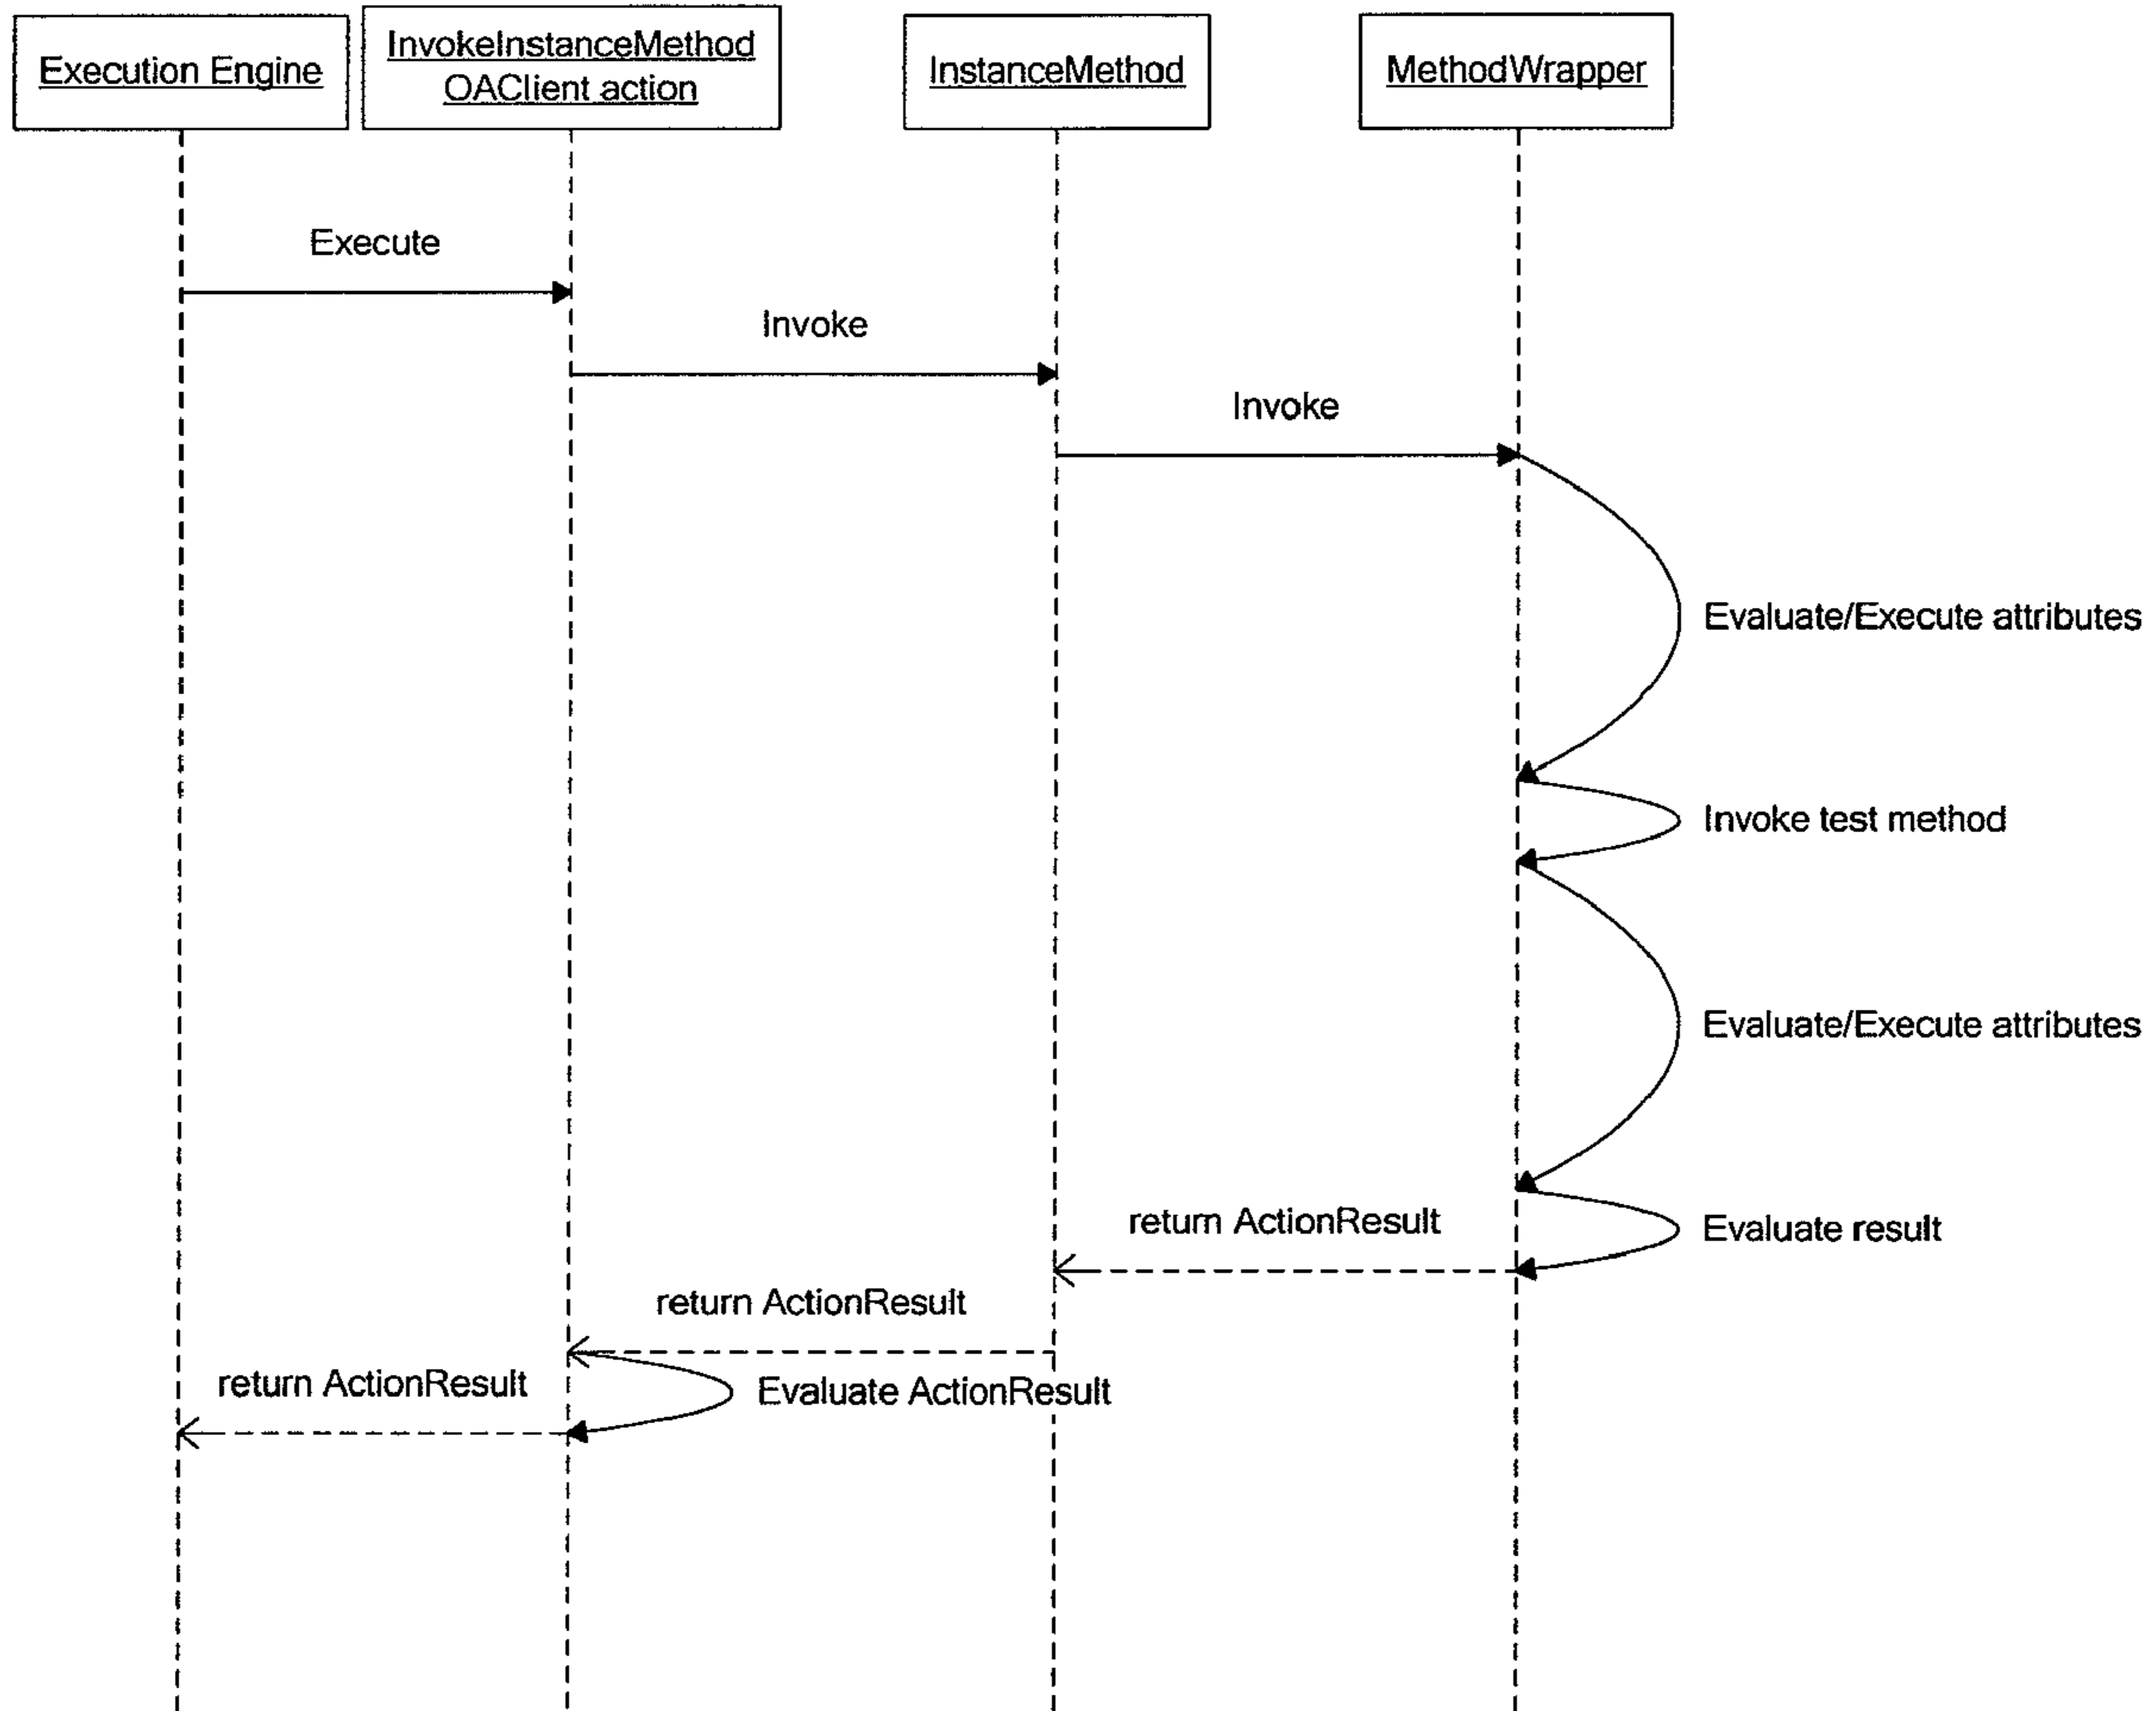 Execution Engine
InvokeInstanceMethod
OAClient action
InstanceMethod
MethodWrapper
Execute
Invoke
Invoke
Evaluate/Execute attributes
Invoke test method
Evaluate/Execute attributes
return ActionResult
Evaluate result
return ActionResult
return ActionResult
Evaluate ActionResult